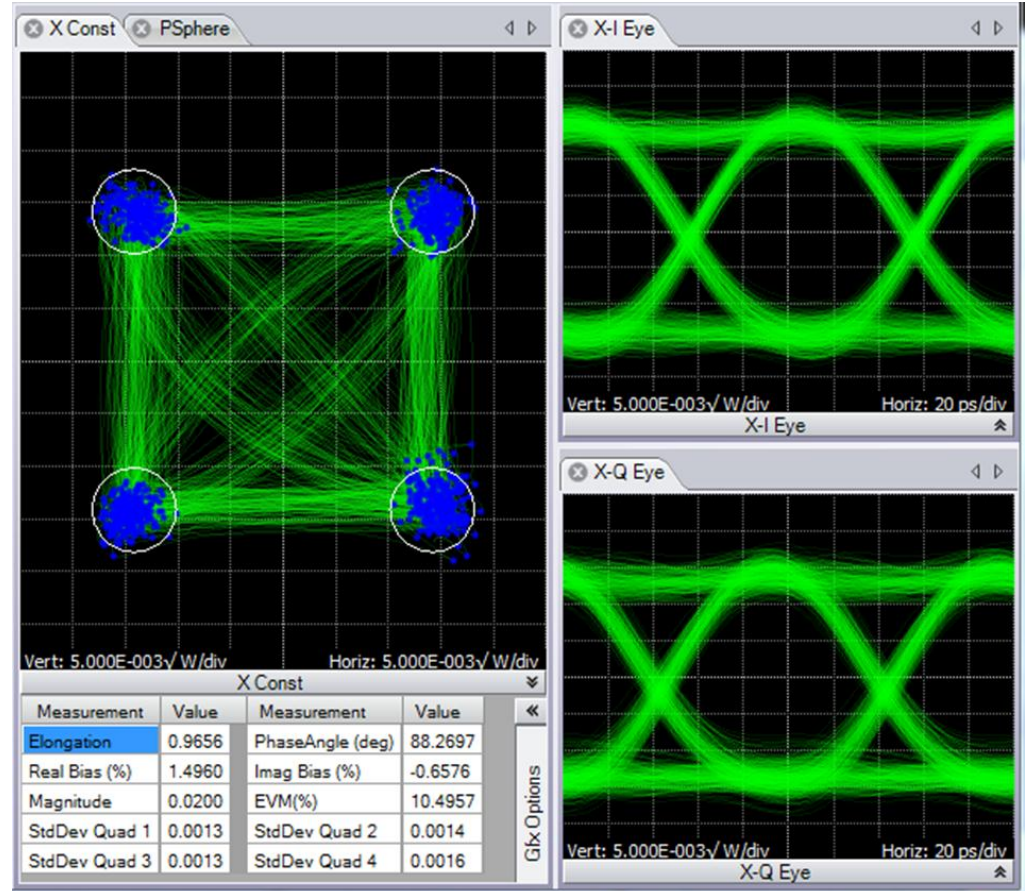 X Const PSphere
Vert: 5.000E-003√ W/div Horiz: 5.000E-003√ W/div
X Const
Measurement Value Measurement Value
Elongation 0.9656 PhaseAngle (deg) 88.2697
Real Bias (%) 1.4960 Imag Bias (%) -0.6576
Magnitude 0.0200 EVM(%) 10.4957
StdDev Quad 1 0.0013 StdDev Quad 2 0.0014
StdDev Quad 3 0.0013 StdDev Quad 4 0.0016
Gfx Options
X-I Eye
Vert: 5.000E-003√ W/div Horiz: 20 ps/div
X-I Eye
X-Q Eye
Vert: 5.000E-003√ W/div Horiz: 20 ps/div
X-Q Eye